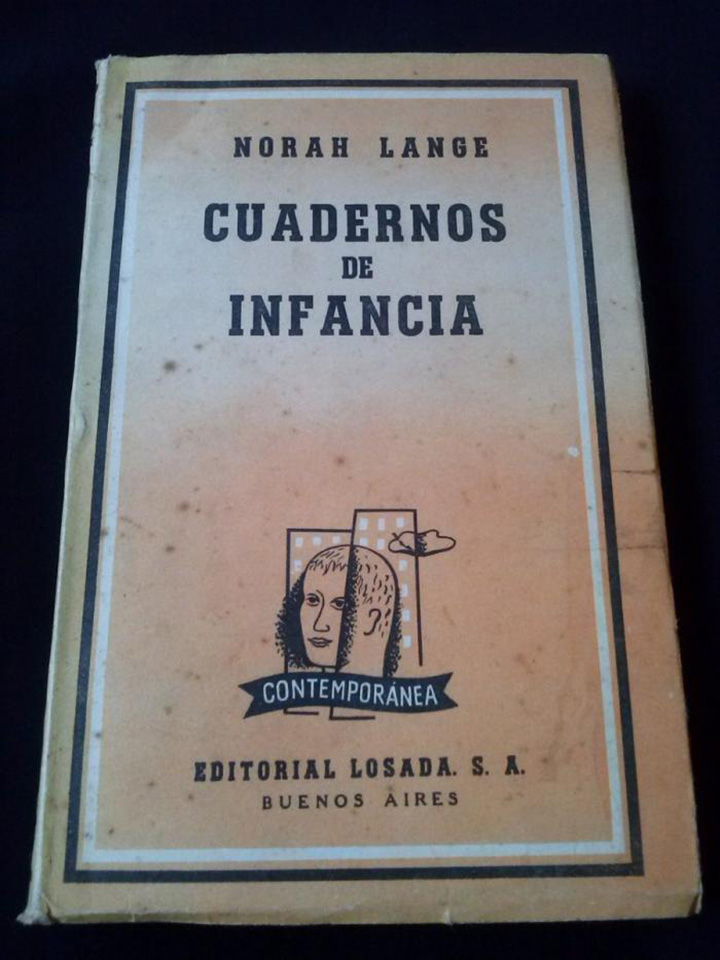 NORAH LANGE
CUADERNOS
DE
INFANCIA
CONTEMPORÁNEA
EDITORIAL LOSADA. S. A.
BUENOS AIRES